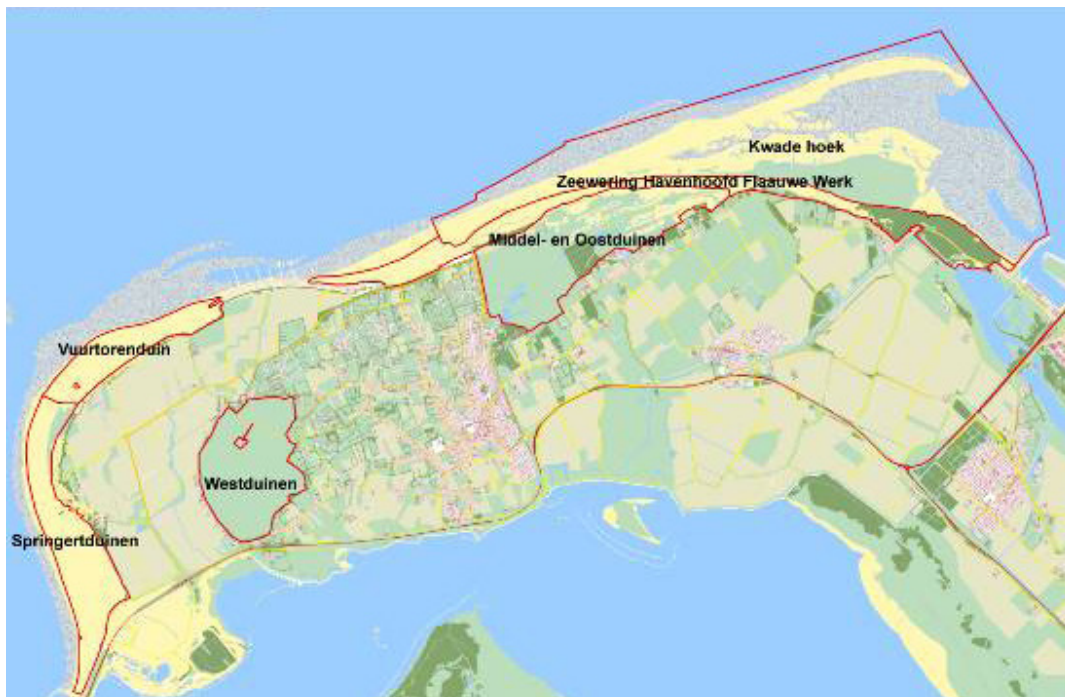 Kwade hoek
Zeewering Havenhoofd Flaauwe Werk
Middel- en Oostduinen
Vuurtorenduin
Westduinen
Springertduinen